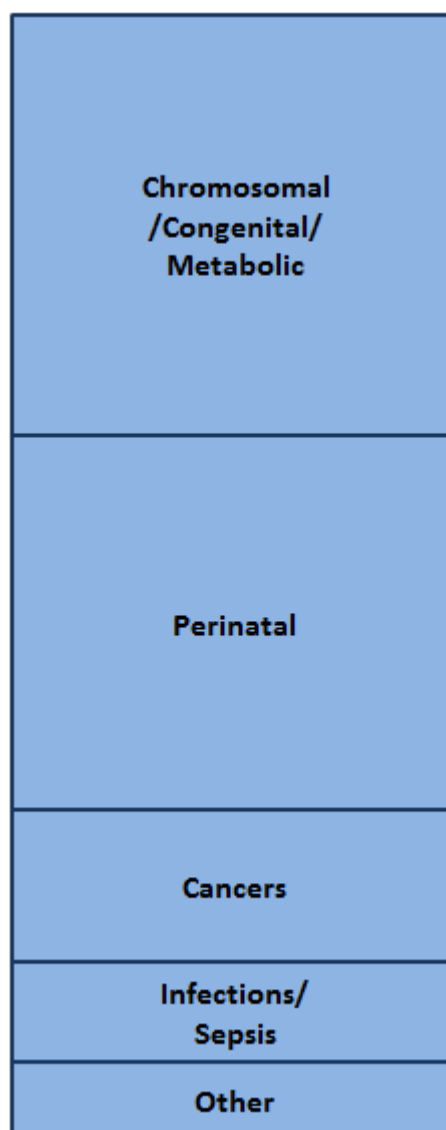 Chromosomal
/Congenital/
Metabolic
Perinatal
Cancers
Infections/
Sepsis
Other